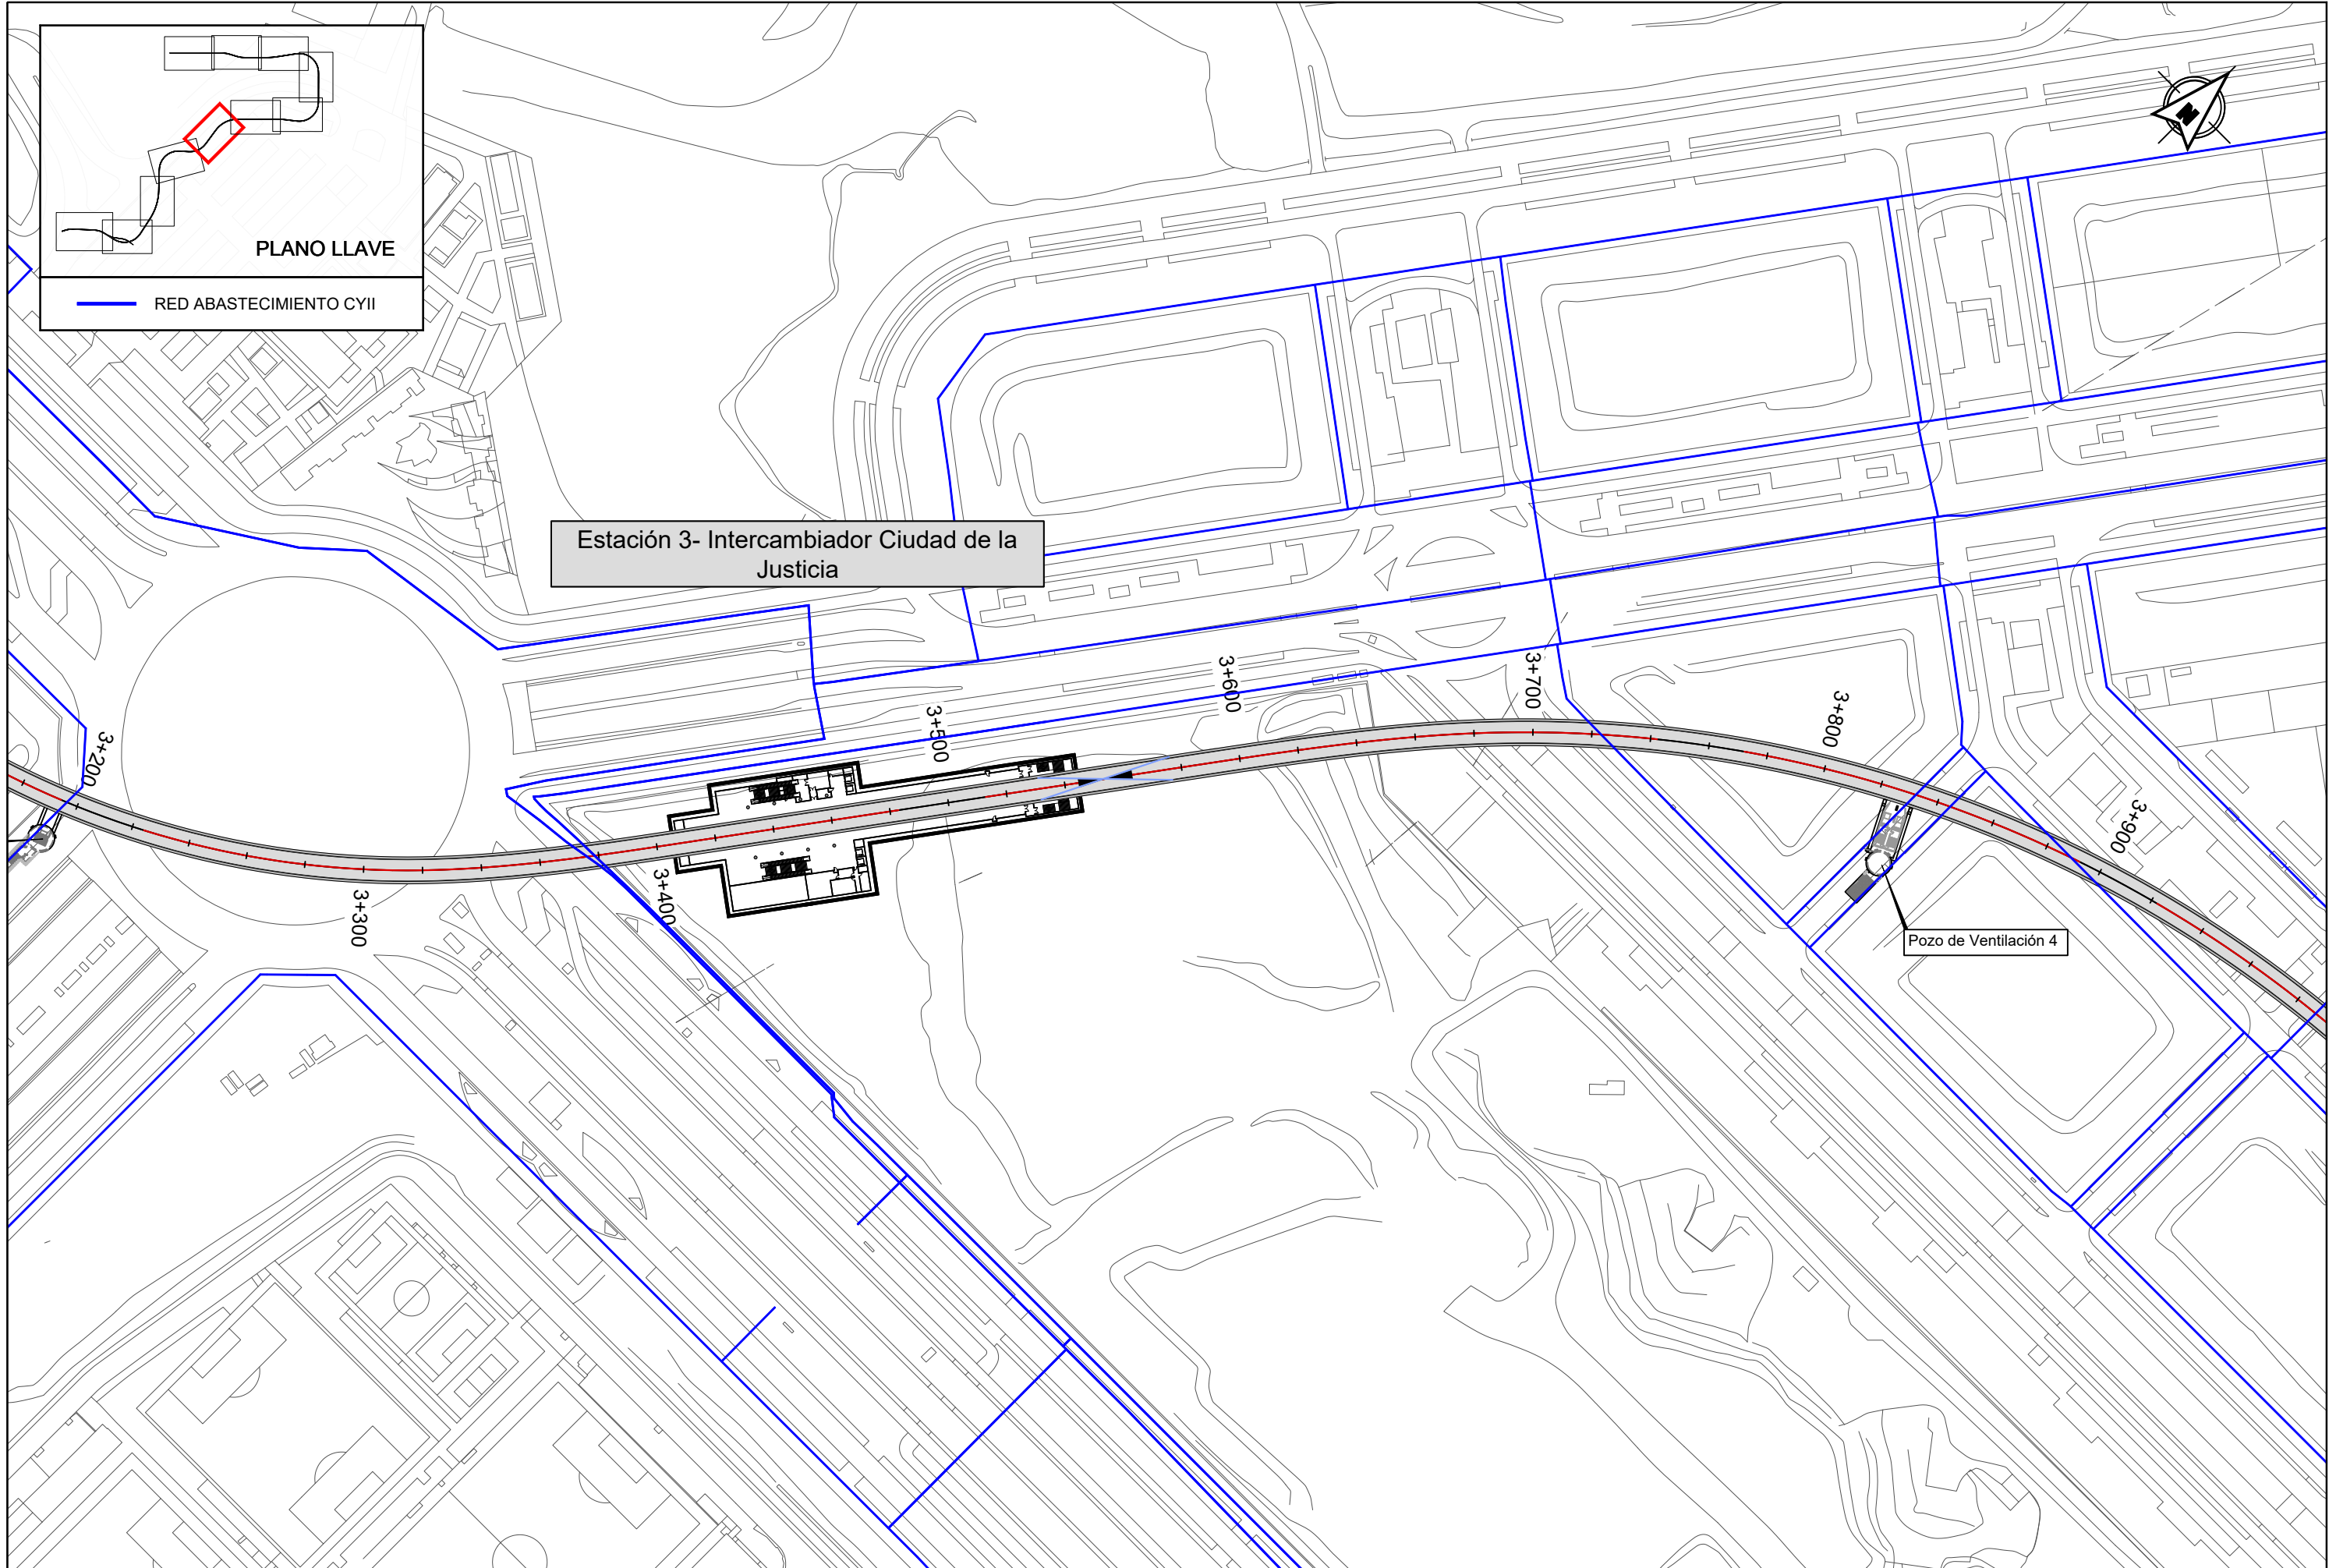 PLANO LLAVE
RED ABASTECIMIENTO CYII
N
Estación 3- Intercambiador Ciudad de la
Justicia
3+200
3+300
3+400
3+500
3+600
3+700
3+800
3+900
Pozo de Ventilación 4